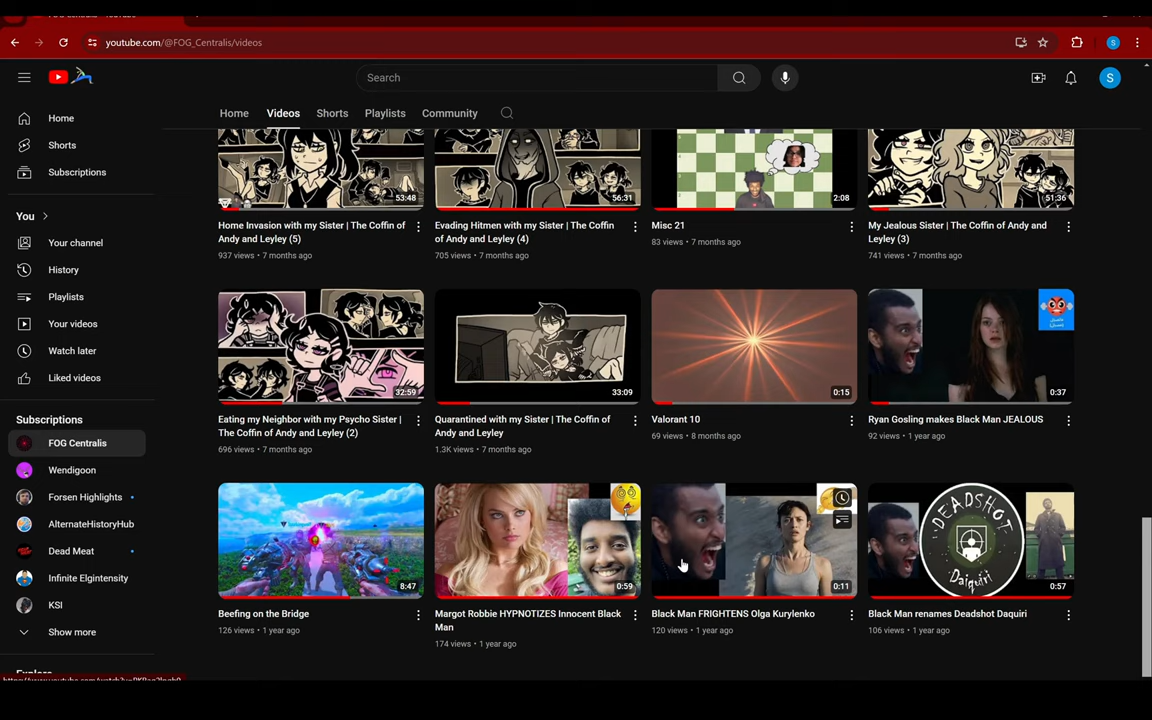 youtube.com/@FOG_Centralis/videos
S
Search
S
Home
Videos
Shorts
Playlists
Community
Home
Shorts
Subscriptions
You
Your channel
History
Playlists
Your videos
Watch later
Liked videos
Subscriptions
FOG Centralis
Wendigoon
Forsen Highlights
AlternateHistoryHub
Dead Meat
Infinite Elgintensity
KSI
Show more
53:48
56:31
2:08
51:36
Home Invasion with my Sister | The Coffin of
Andy and Leyley (5)
937 views • 7 months ago
Evading Hitmen with my Sister | The Coffin
of Andy and Leyley (4)
705 views • 7 months ago
Misc 21
83 views • 7 months ago
My Jealous Sister | The Coffin of Andy and
Leyley (3)
741 views • 7 months ago
32:59
33:09
0:15
0:37
Eating my Neighbor with my Psycho Sister |
The Coffin of Andy and Leyley (2)
696 views • 7 months ago
Quarantined with my Sister | The Coffin of
Andy and Leyley
1.3K views • 7 months ago
Valorant 10
69 views • 8 months ago
Ryan Gosling makes Black Man JEALOUS
92 views • 1 year ago
8:47
0:59
0:11
DEADSHOT
Daiquiri
0:57
Beefing on the Bridge
126 views • 1 year ago
Margot Robbie HYPNOTIZES Innocent Black
Man
174 views • 1 year ago
Black Man FRIGHTENS Olga Kurylenko
120 views • 1 year ago
Black Man renames Deadshot Daquiri
106 views • 1 year ago